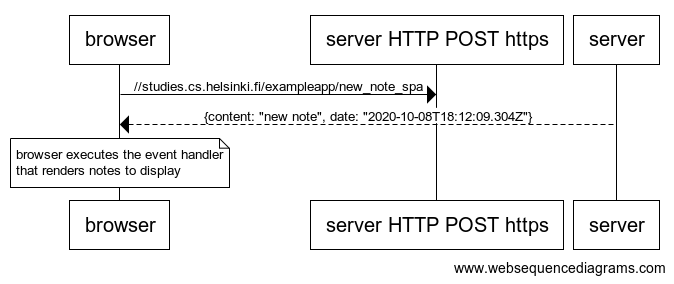 browser
server HTTP POST https
server
//studies.cs.helsinki.fi/exampleapp/new_note_spa
{content: "new note", date: "2020-10-08T18:12:09.304Z"}
browser executes the event handler
that renders notes to display
browser
server HTTP POST https
server
www.websequencediagrams.com